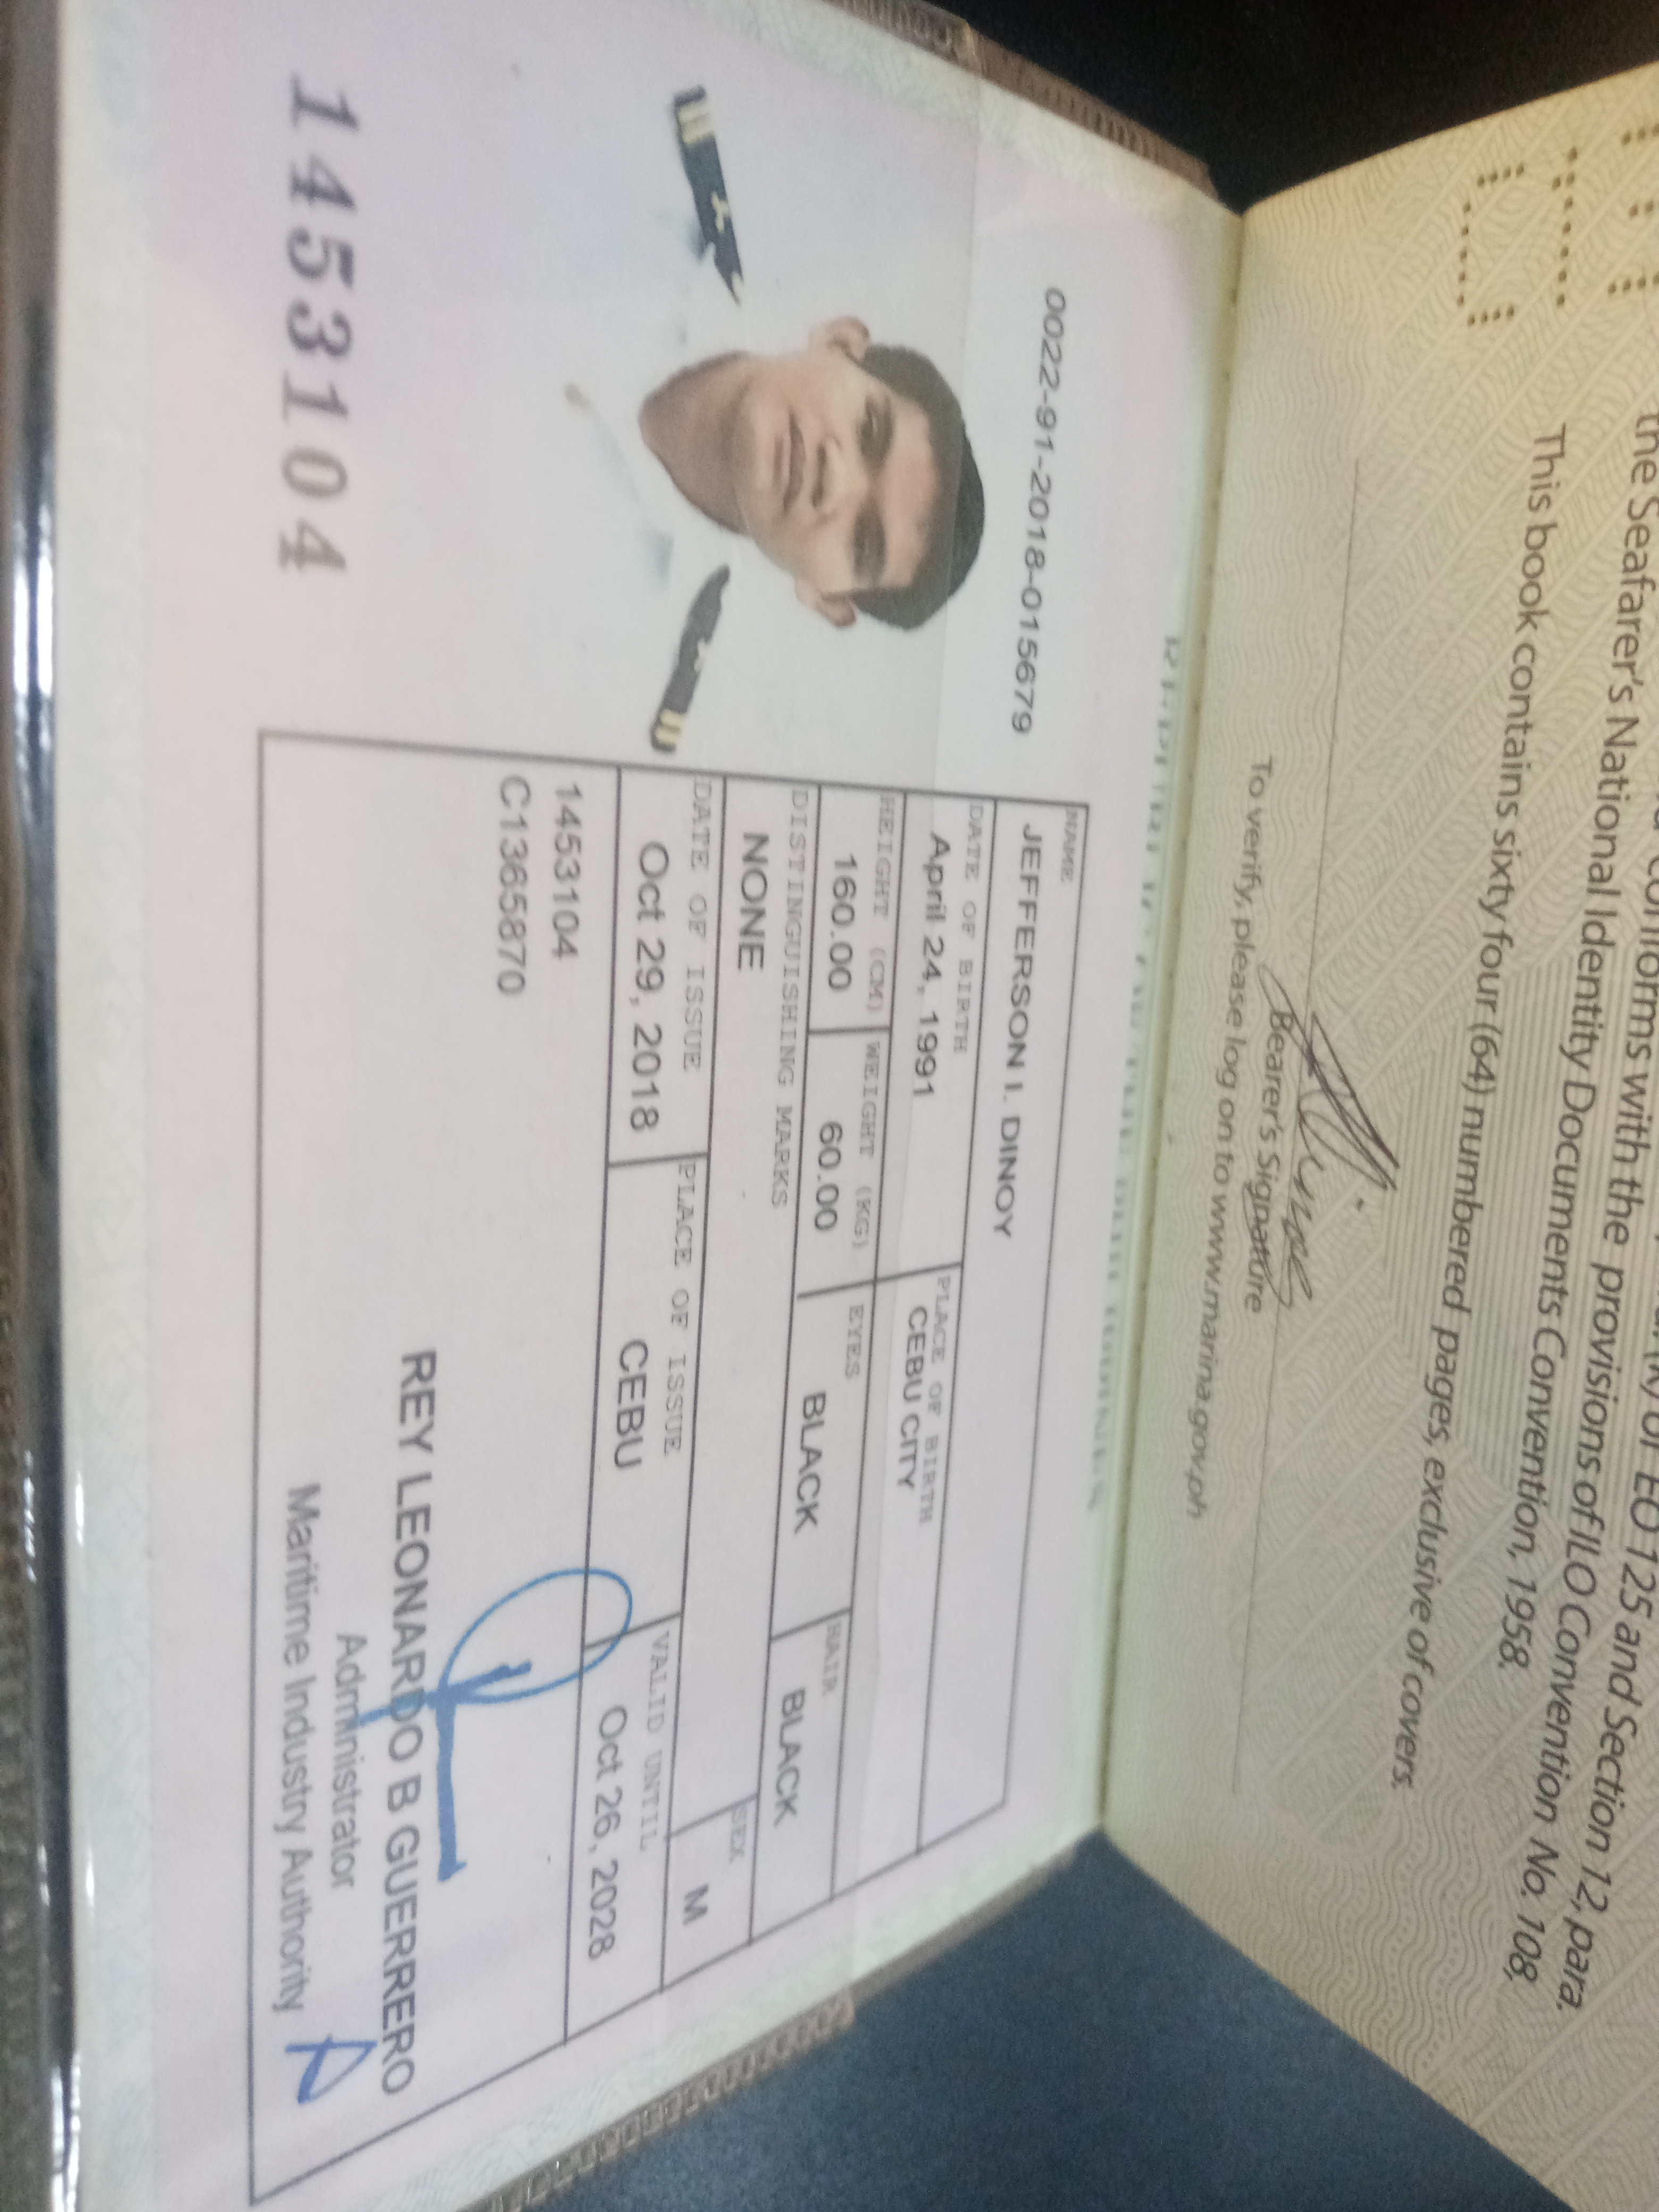 the Seafarer's National Identity Documents Convention, 1958.
conforms with the provisions of ILO Convention No. 108,
of EO 125 and Section 12, para.
This book contains sixty four (64) numbered pages, exclusive of covers.
Bearer's Signature
To verify, please log on to www.marina.gov.ph
0022-91-2018-015679
NAME
JEFFERSON I. DINOY
DATE OF BIRTH PLACE OF BIRTH
April 24, 1991 CEBU CITY
HEIGHT (CM) WEIGHT (KG) EYES HAIR
160.00 60.00 BLACK BLACK
DISTINGUISHING MARKS SEX
NONE M
DATE OF ISSUE PLACE OF ISSUE VALID UNTIL
Oct 29, 2018 CEBU Oct 26, 2028
1453104
C1365870
REY LEONARDO B GUERRERO
Administrator
Maritime Industry Authority
1453104